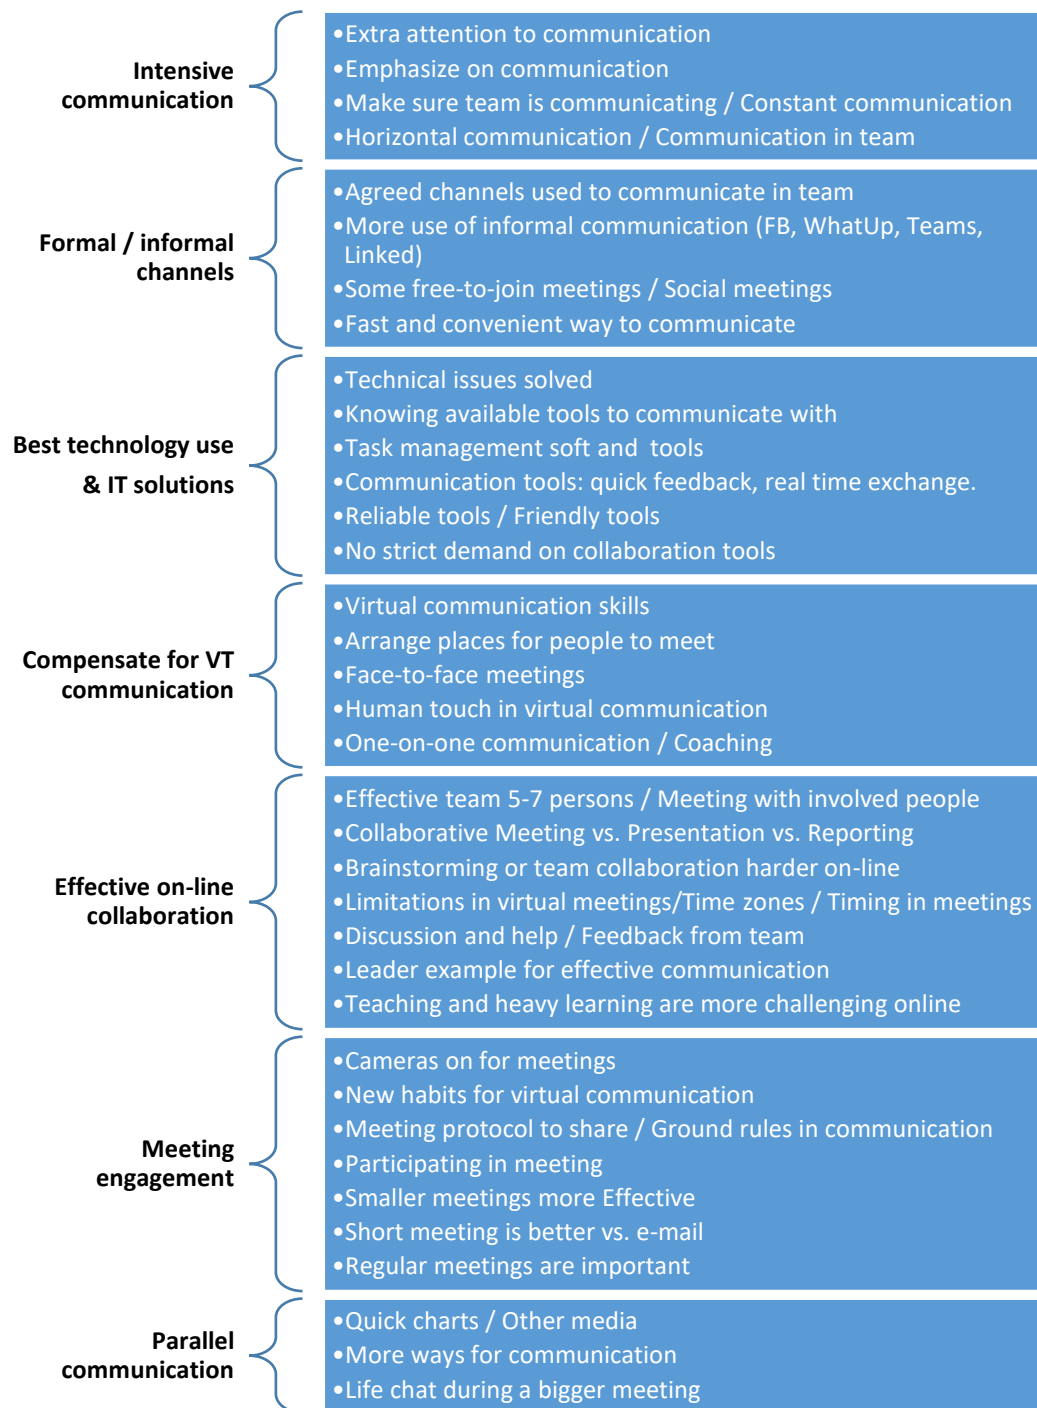 Intensive
communication
•Extra attention to communication
•Emphasize on communication
•Make sure team is communicating / Constant communication
•Horizontal communication / Communication in team
Formal / informal
channels
•Agreed channels used to communicate in team
•More use of informal communication (FB, WhatUp, Teams,
Linked)
•Some free-to-join meetings / Social meetings
•Fast and convenient way to communicate
Best technology use
& IT solutions
•Technical issues solved
•Knowing available tools to communicate with
•Task management soft and  tools
•Communication tools: quick feedback, real time exchange.
•Reliable tools / Friendly tools
•No strict demand on collaboration tools
Compensate for VT
communication
•Virtual communication skills
•Arrange places for people to meet
•Face-to-face meetings
•Human touch in virtual communication
•One-on-one communication / Coaching
Effective on-line
collaboration
•Effective team 5-7 persons / Meeting with involved people
•Collaborative Meeting vs. Presentation vs. Reporting
•Brainstorming or team collaboration harder on-line
•Limitations in virtual meetings/Time zones / Timing in meetings
•Discussion and help / Feedback from team
•Leader example for effective communication
•Teaching and heavy learning are more challenging online
Meeting
engagement
•Cameras on for meetings
•New habits for virtual communication
•Meeting protocol to share / Ground rules in communication
•Participating in meeting
•Smaller meetings more Effective
•Short meeting is better vs. e-mail
•Regular meetings are important
Parallel
communication
•Quick charts / Other media
•More ways for communication
•Life chat during a bigger meeting